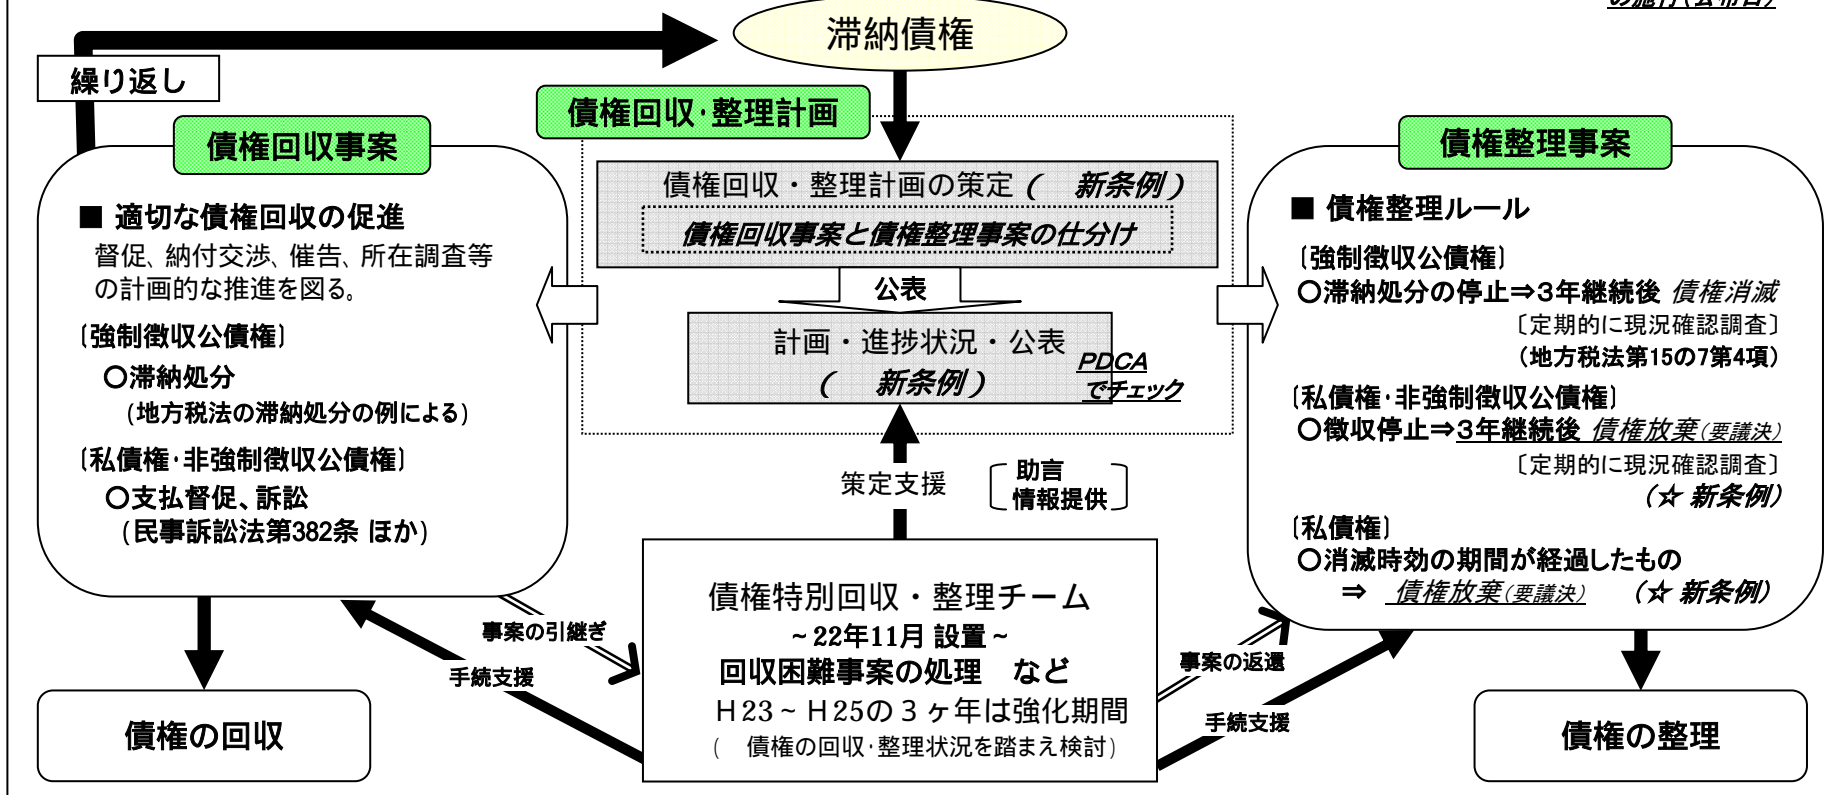 の施行(公布日)
滞納債権
繰り返し
債権回収・整理計画
債権回収・整理計画の策定(　新条例)
債権回収事案と債権整理事案の仕分け
公表
計画・進捗状況・公表
(　新条例)
PDCA
でチェック
策定支援
助言
情報提供
債権回収事案
■ 適切な債権回収の促進
督促、納付交渉、催告、所在調査等
の計画的な推進を図る。
〔強制徴収公債権〕
○滞納処分
(地方税法の滞納処分の例による)
〔私債権・非強制徴収公債権〕
○支払督促、訴訟
(民事訴訟法第382条 ほか)
債権整理事案
■ 債権整理ルール
〔強制徴収公債権〕
○滞納処分の停止⇒3年継続後 債権消滅
〔定期的に現況確認調査〕
(地方税法第15の7第4項)
〔私債権・非強制徴収公債権〕
○徴収停止⇒3年継続後 債権放棄(要議決)
〔定期的に現況確認調査〕
(☆ 新条例)
〔私債権〕
○消滅時効の期間が経過したもの
⇒ 債権放棄(要議決)　(☆ 新条例)
事案の引継ぎ
手続支援
債権特別回収・整理チーム
~22年11月 設置~
回収困難事案の処理　など
H23~H25の3ヶ年は強化期間
(　債権の回収・整理状況を踏まえ検討)
事案の返還
手続支援
債権の回収
債権の整理